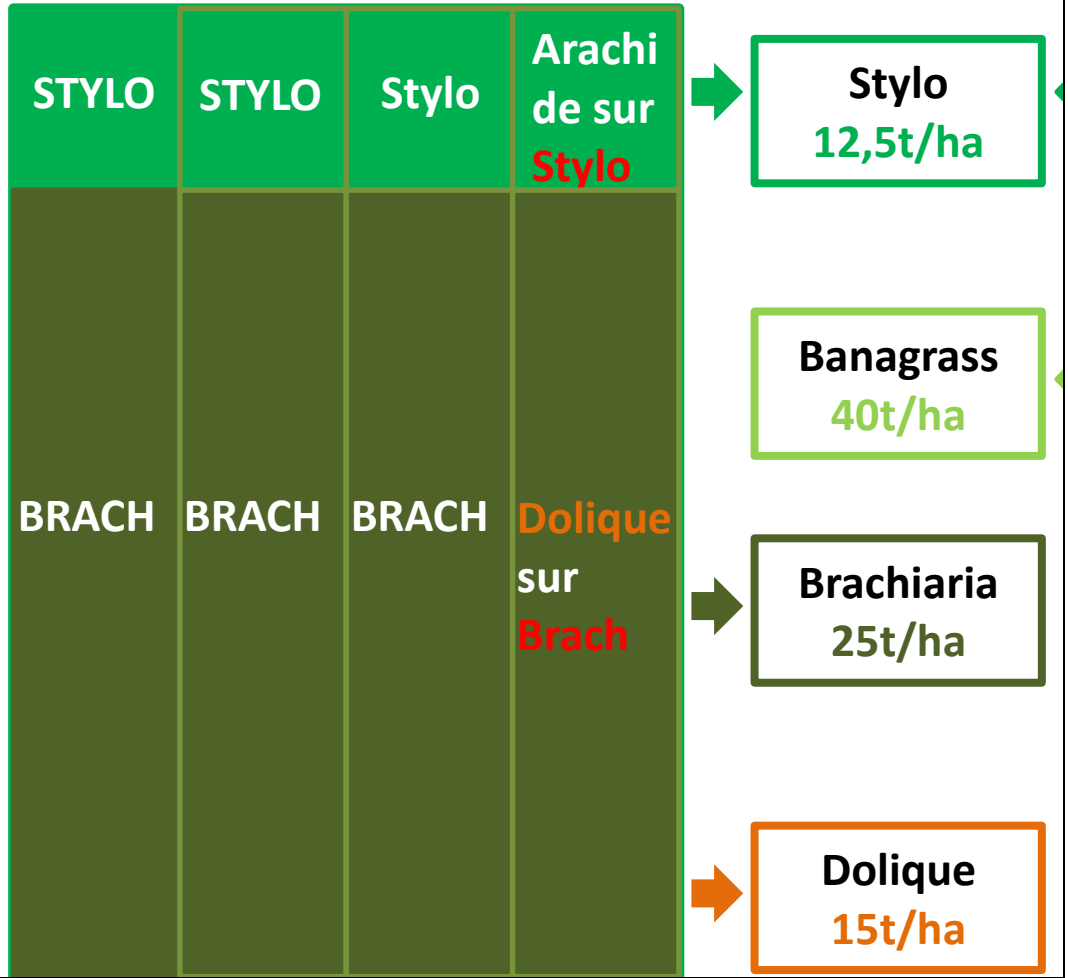 STYLO
STYLO
Stylo
Arachi
de sur
Stylo
Stylo
12,5t/ha
Banagrass
40t/ha
BRACH
BRACH
BRACH
Dolique
sur
Brach
Brachiaria
25t/ha
Dolique
15t/ha